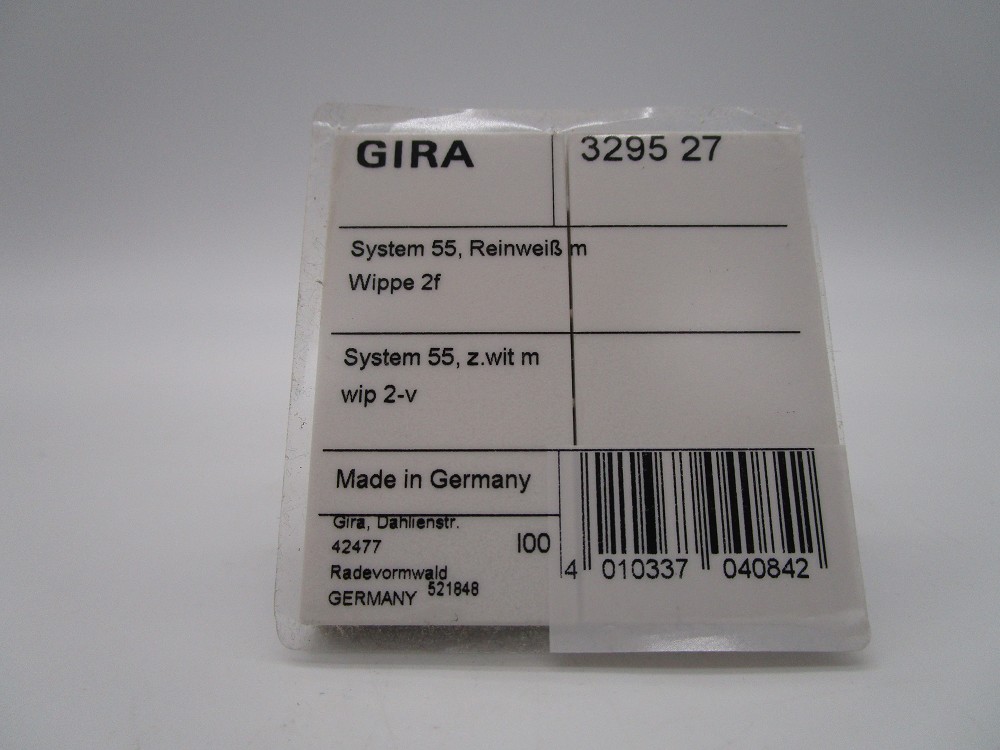 GIRA
3295 27
System 55, Reinweiß m
Wippe 2f
System 55, z.wit m
wip 2-v
Made in Germany
Gira, Dahlienstr.
42477
I00
Radevormwald
GERMANY 521848
4 010337 040842